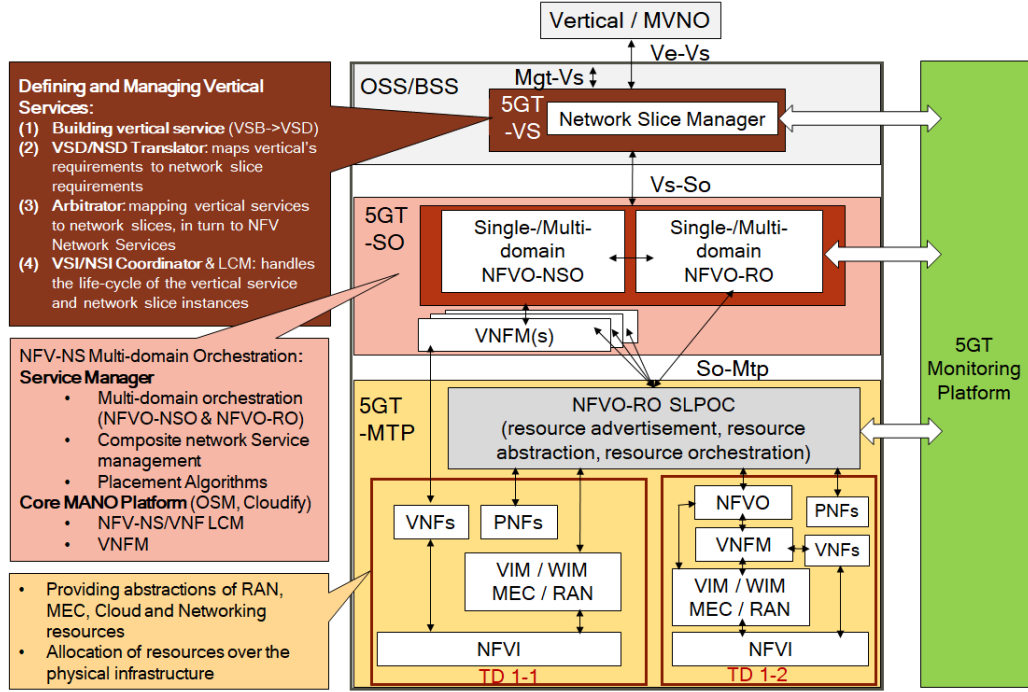 Vertical / MVNO
Ve-Vs
Mgt-Vs
OSS/BSS
5GT
-VS
Network Slice Manager
Vs-So
Defining and Managing Vertical
Services:
(1) Building vertical service (VSB->VSD)
(2) VSD/NSD Translator: maps vertical's
requirements to network slice
requirements
(3) Arbitrator: mapping vertical services
to network slices, in turn to NFV
Network Services
(4) VSI/NSI Coordinator & LCM: handles
the life-cycle of the vertical service
and network slice instances
5GT
-SO
Single-/Multi-
domain
NFVO-NSO
Single-/Multi-
domain
NFVO-RO
VNFM(s)
So-Mtp
NFV-NS Multi-domain Orchestration:
Service Manager
• Multi-domain orchestration
(NFVO-NSO & NFVO-RO)
• Composite network Service
management
• Placement Algorithms
Core MANO Platform (OSM, Cloudify)
• NFV-NS/VNF LCM
• VNFM
5GT
Monitoring
Platform
5GT
-MTP
NFVO-RO SLPOC
(resource advertisement, resource
abstraction, resource orchestration)
VNFs
PNFs
VIM / WIM
MEC / RAN
NFVI
TD 1-1
NFVO
PNFs
VNFM
VNFs
VIM / WIM
MEC / RAN
NFVI
TD 1-2
• Providing abstractions of RAN,
MEC, Cloud and Networking
resources
• Allocation of resources over the
physical infrastructure